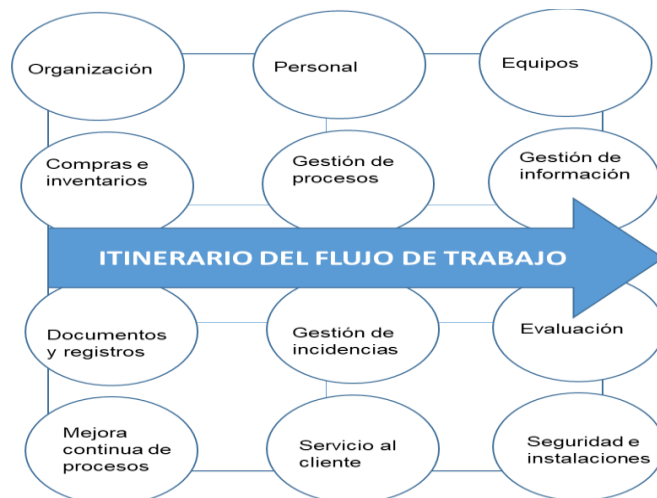 Organización
Personal
Equipos
Compras e
inventarios
Gestión de
procesos
Gestión de
información
ITINERARIO DEL FLUJO DE TRABAJO
Documentos
y registros
Gestión de
incidencias
Evaluación
Mejora
continua de
procesos
Servicio al
cliente
Seguridad e
instalaciones